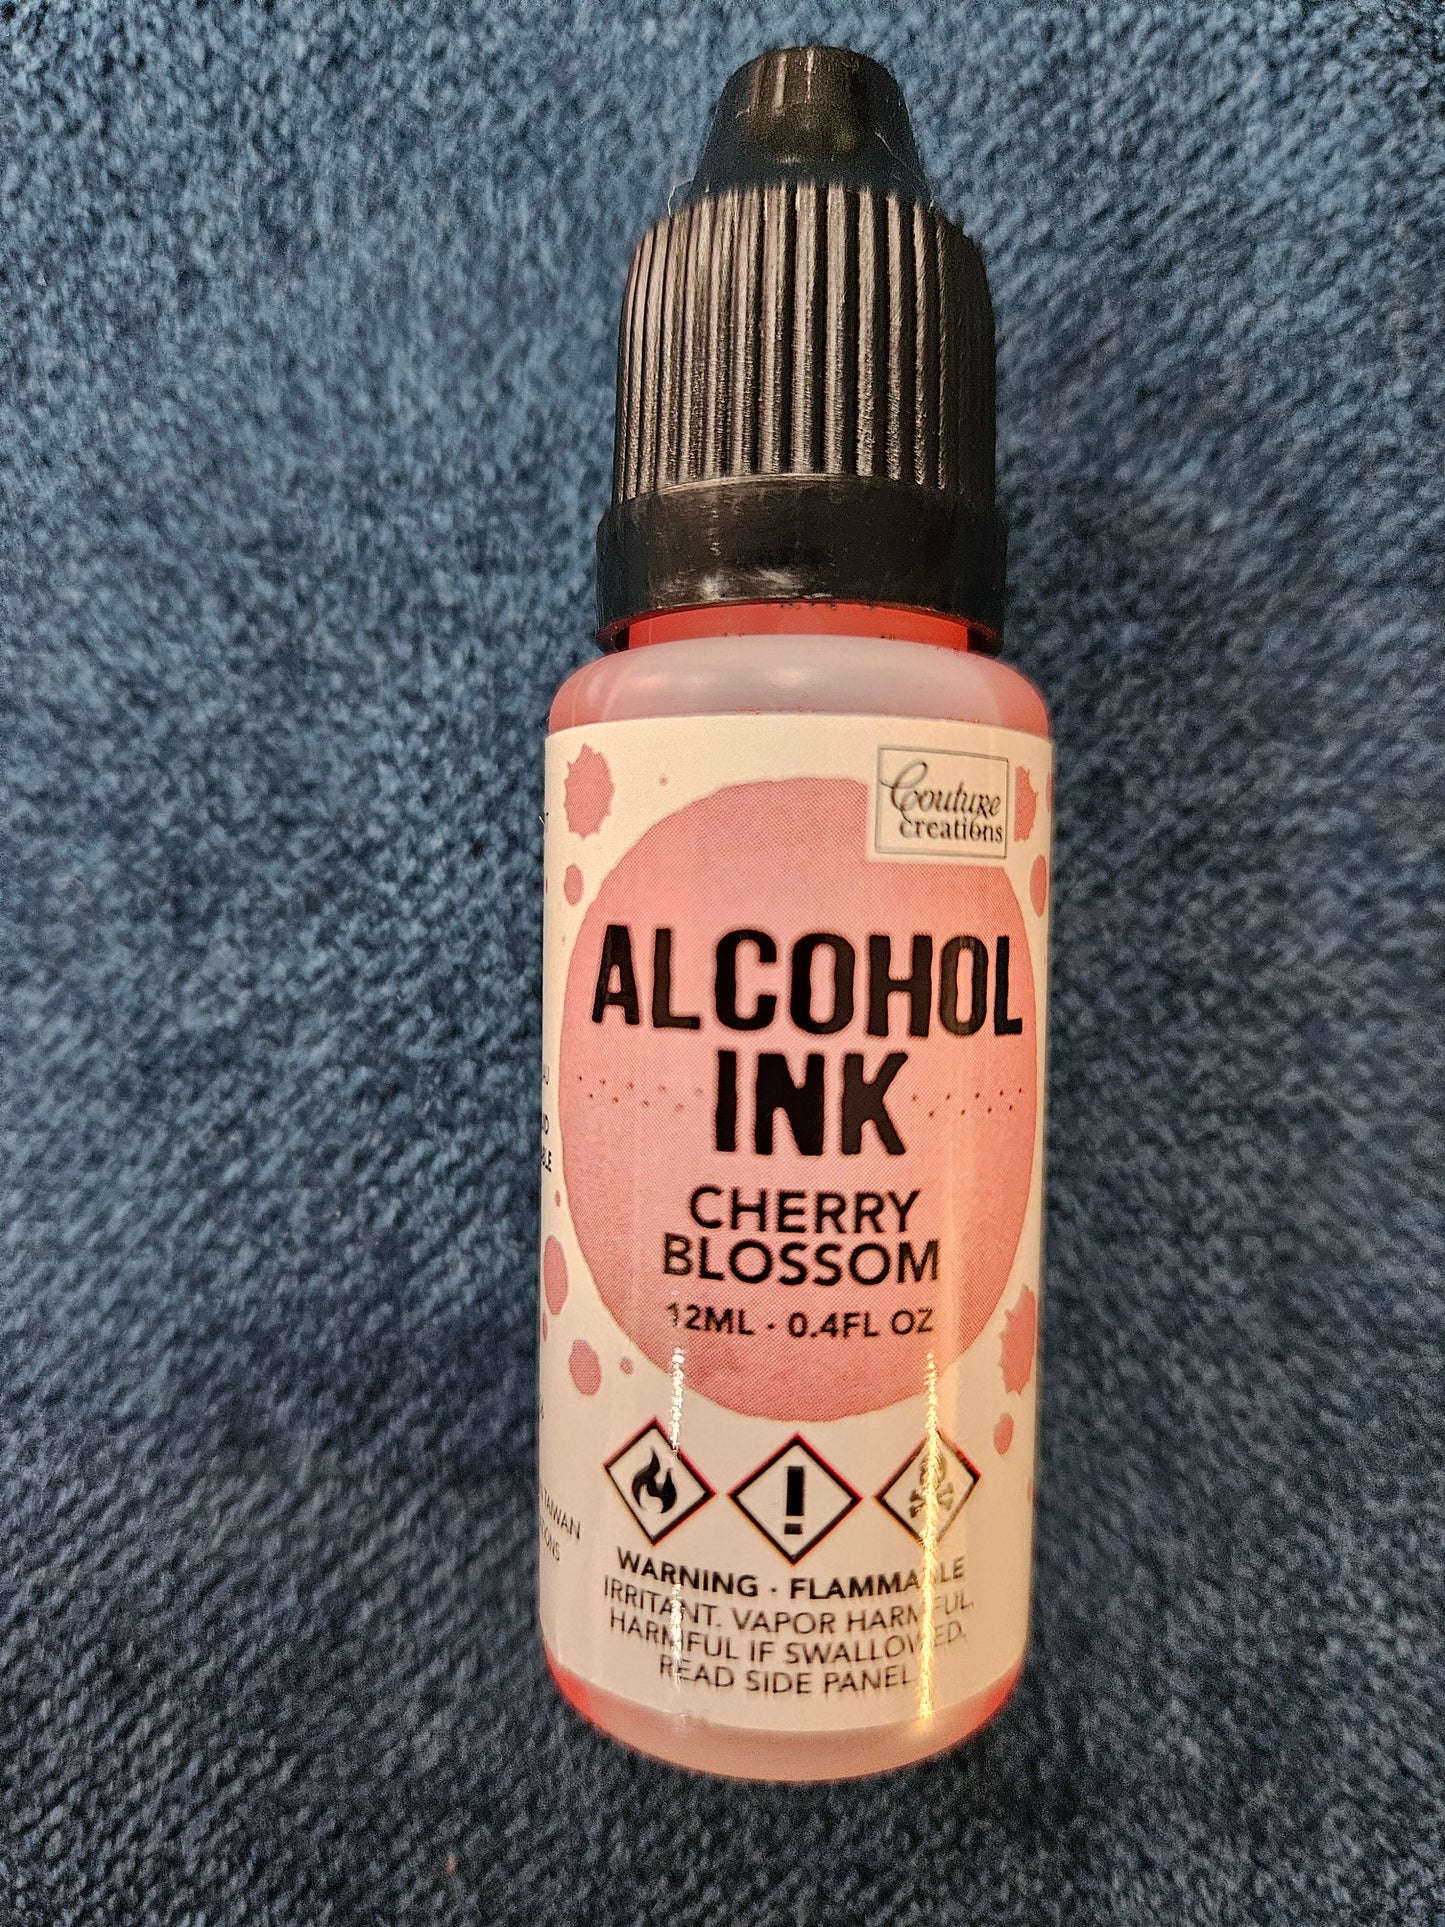 Couture
creations
ALCOHOL
INK
CHERRY
BLOSSOM
12ML · 0.4FL OZ
WARNING · FLAMMABLE
IRRITANT. VAPOR HARMFUL.
HARMFUL IF SWALLOWED.
READ SIDE PANEL.
TAIWAN